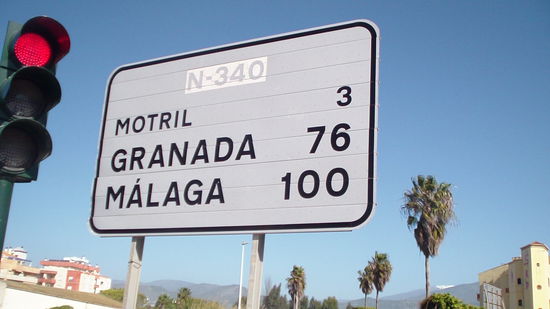 N-340
MOTRIL 3
GRANADA 76
MÁLAGA 100